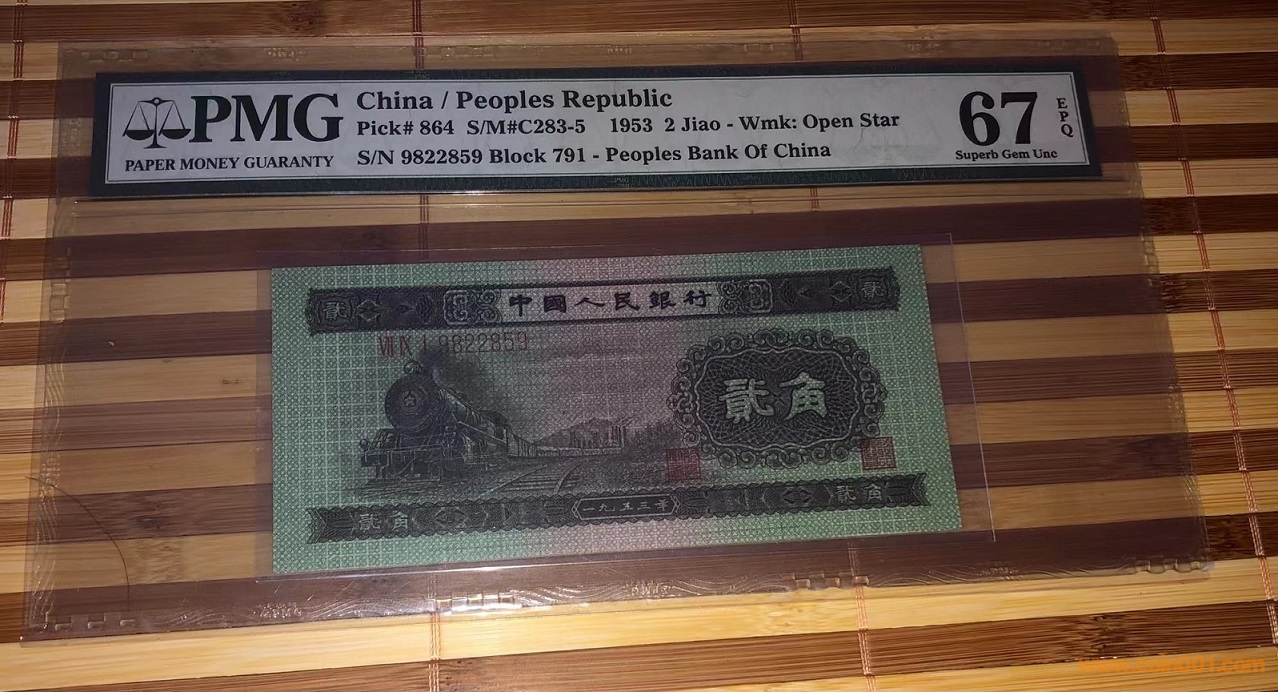 PMG
PAPER MONEY GUARANTY
China / Peoples Republic
Pick# 864 S/M#C283-5 1953 2 Jiao - Wmk: Open Star
S/N 9822859 Block 791 - Peoples Bank Of China
67
EPQ
Superb Gem Unc
貳 中國人民銀行 貳
9822859
貳角
貳角 一九五三年 貳角